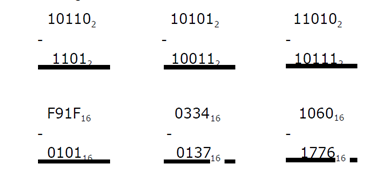 10110₂ 10101₂ 11010₂
- - -
1101₂ 10011₂ 10111₂
F91F₁₆ 0334₁₆ 1060₁₆
- - -
0101₁₆ 0137₁₆ 1776₁₆